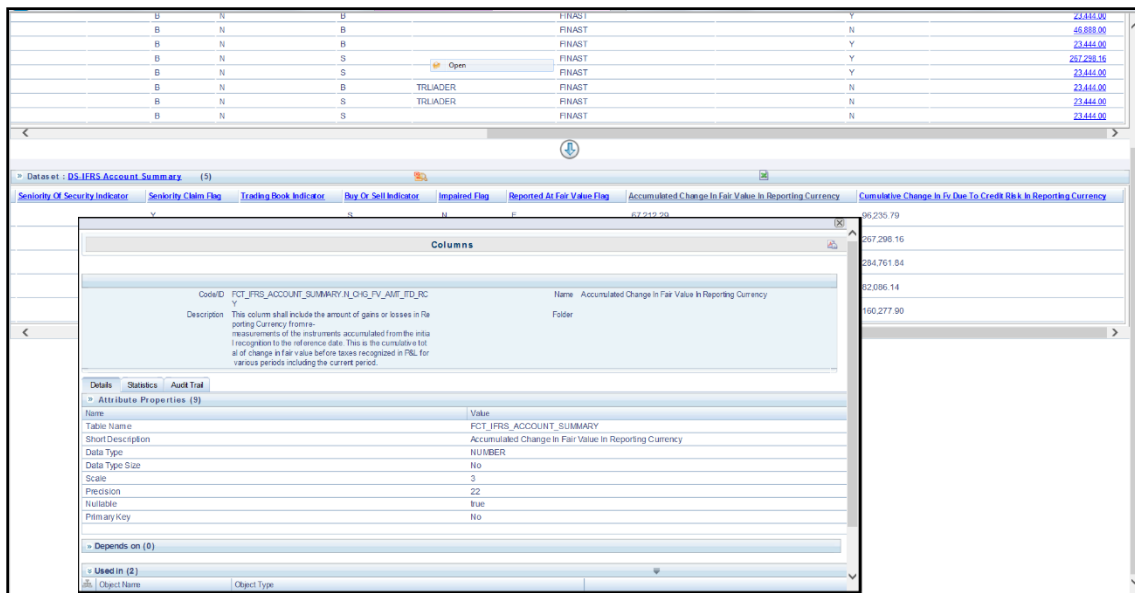 B N B FINAST Y 23,444.00
B N B FINAST N 46,888.00
B N B FINAST Y 23,444.00
B N S FINAST Y 267,298.16
Open
B N S FINAST Y 23,444.00
B N B TRLIADER FINAST N 23,444.00
B N S TRLIADER FINAST N 23,444.00
B N S FINAST N 23,444.00
» Dataset : DS-IFRS Account Summary (5)
Seniority Of Security Indicator Seniority Claim Flag Trading Book Indicator Buy Or Sell Indicator Impaired Flag Reported At Fair Value Flag Accumulated Change In Fair Value In Reporting Currency Cumulative Change In Fv Due To Credit Risk In Reporting Currency
Y S N F 67,212.29 96,235.79
267,298.16
284,761.84
82,086.14
160,277.90
Columns
Code/ID FCT_IFRS_ACCOUNT_SUMMARY.N_CHG_FV_AMT_ITD_RC
Y
Name Accumulated Change In Fair Value In Reporting Currency
Description This column shall include the amount of gains or losses in Re
porting Currency from re-
measurements of the instruments accumulated from the initia
l recognition to the reference date. This is the cumulative tot
al of change in fair value before taxes recognized in P&L for
various periods including the current period.
Folder
Details Statistics Audit Trail
» Attribute Properties (9)
Name Value
Table Name FCT_IFRS_ACCOUNT_SUMMARY
Short Description Accumulated Change In Fair Value In Reporting Currency
Data Type NUMBER
Data Type Size No
Scale 3
Precision 22
Nullable true
Primary Key No
» Depends on (0)
» Used in (2)
Object Name Object Type